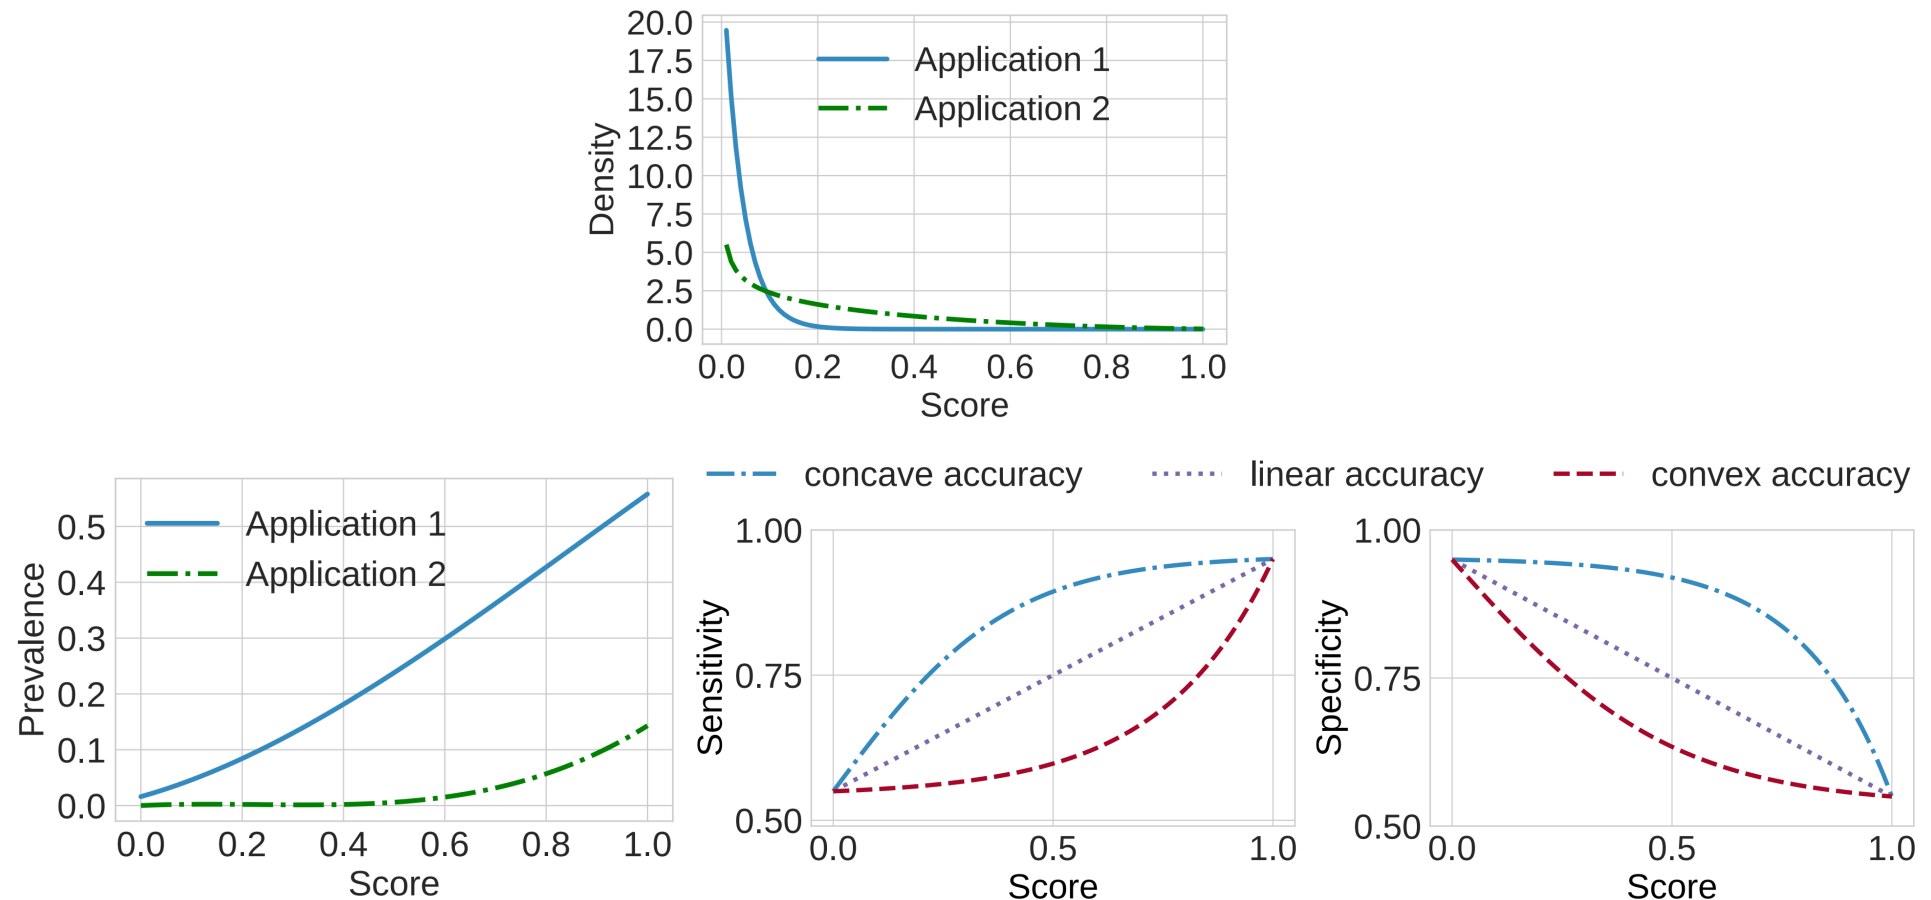 20.0
17.5
15.0
12.5
10.0
7.5
5.0
2.5
0.0
Density
Application 1
Application 2
0.0 0.2 0.4 0.6 0.8 1.0
Score
concave accuracy linear accuracy convex accuracy
0.5
0.4
0.3
0.2
0.1
0.0
Prevalence
Application 1
Application 2
0.0 0.2 0.4 0.6 0.8 1.0
Score
1.00
0.75
0.50
Sensitivity
0.0 0.5 1.0
Score
1.00
0.75
0.50
Specificity
0.0 0.5 1.0
Score